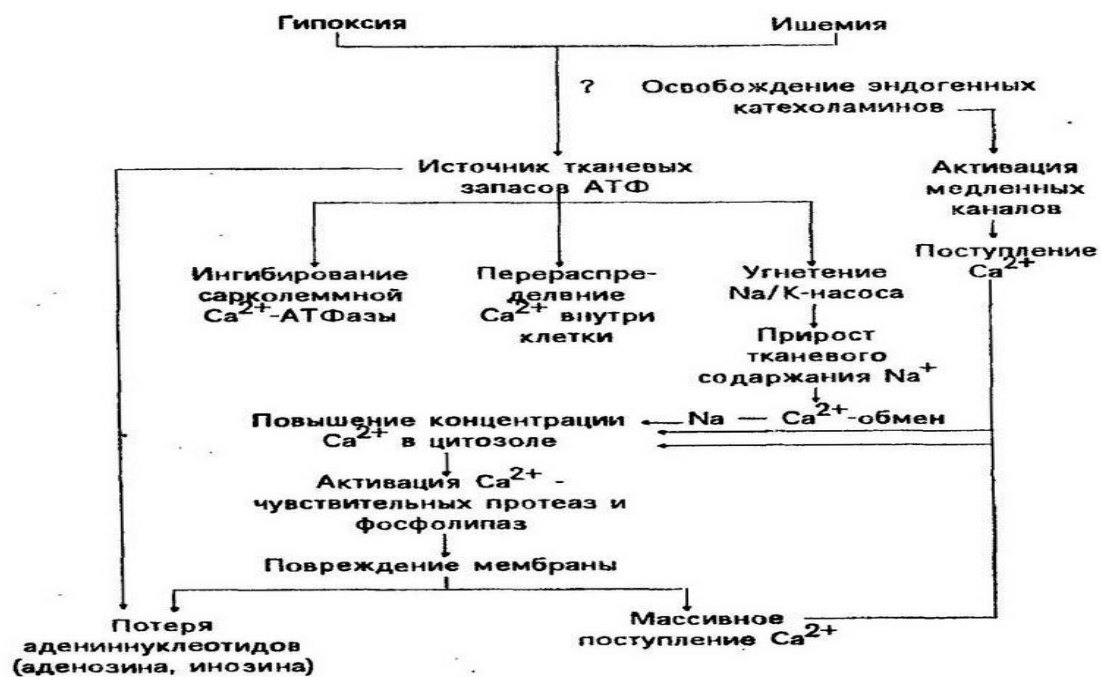 Гипоксия
Ишемия
?
Освобождение эндогенных
катехоламинов
Источник тканевых
запасов АТФ
Активация
медленных
каналов
Поступление
Ca2+
Ингибирование
сарколеммной
Ca2+-АТФазы
Перераспре-
делвние
Ca2+ внутри
клетки
Угнетение
Na/K-насоса
Прирост
тканевого
содаржания Na+
Na — Ca2+-обмен
Повышение концентрации
Ca2+ в цитозоле
Активация Ca2+ -
чувствительных протеаз и
фосфолипаз
Повреждение мембраны
Потеря
адениннуклеотидов
(аденозина, инозина)
Массивное
поступление Ca2+